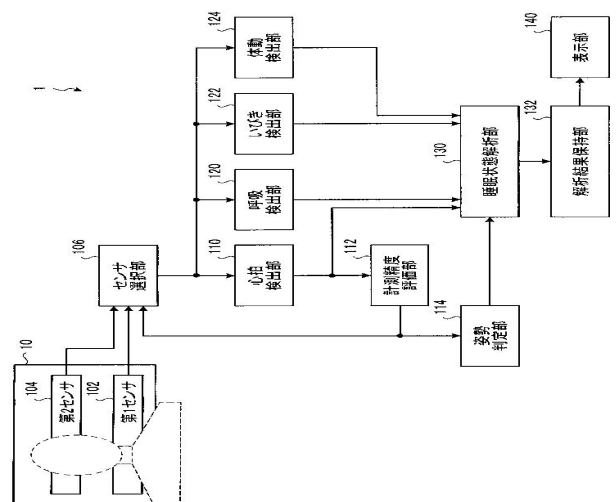 1
10
104
第2センサ
102
第1センサ
106
センサ
選択部
110
心拍
検出部
120
呼吸
検出部
122
いびき
検出部
124
体動
検出部
112
計測精度
評価部
114
姿勢
判定部
130
睡眠状態解析部
132
解析結果保持部
140
表示部